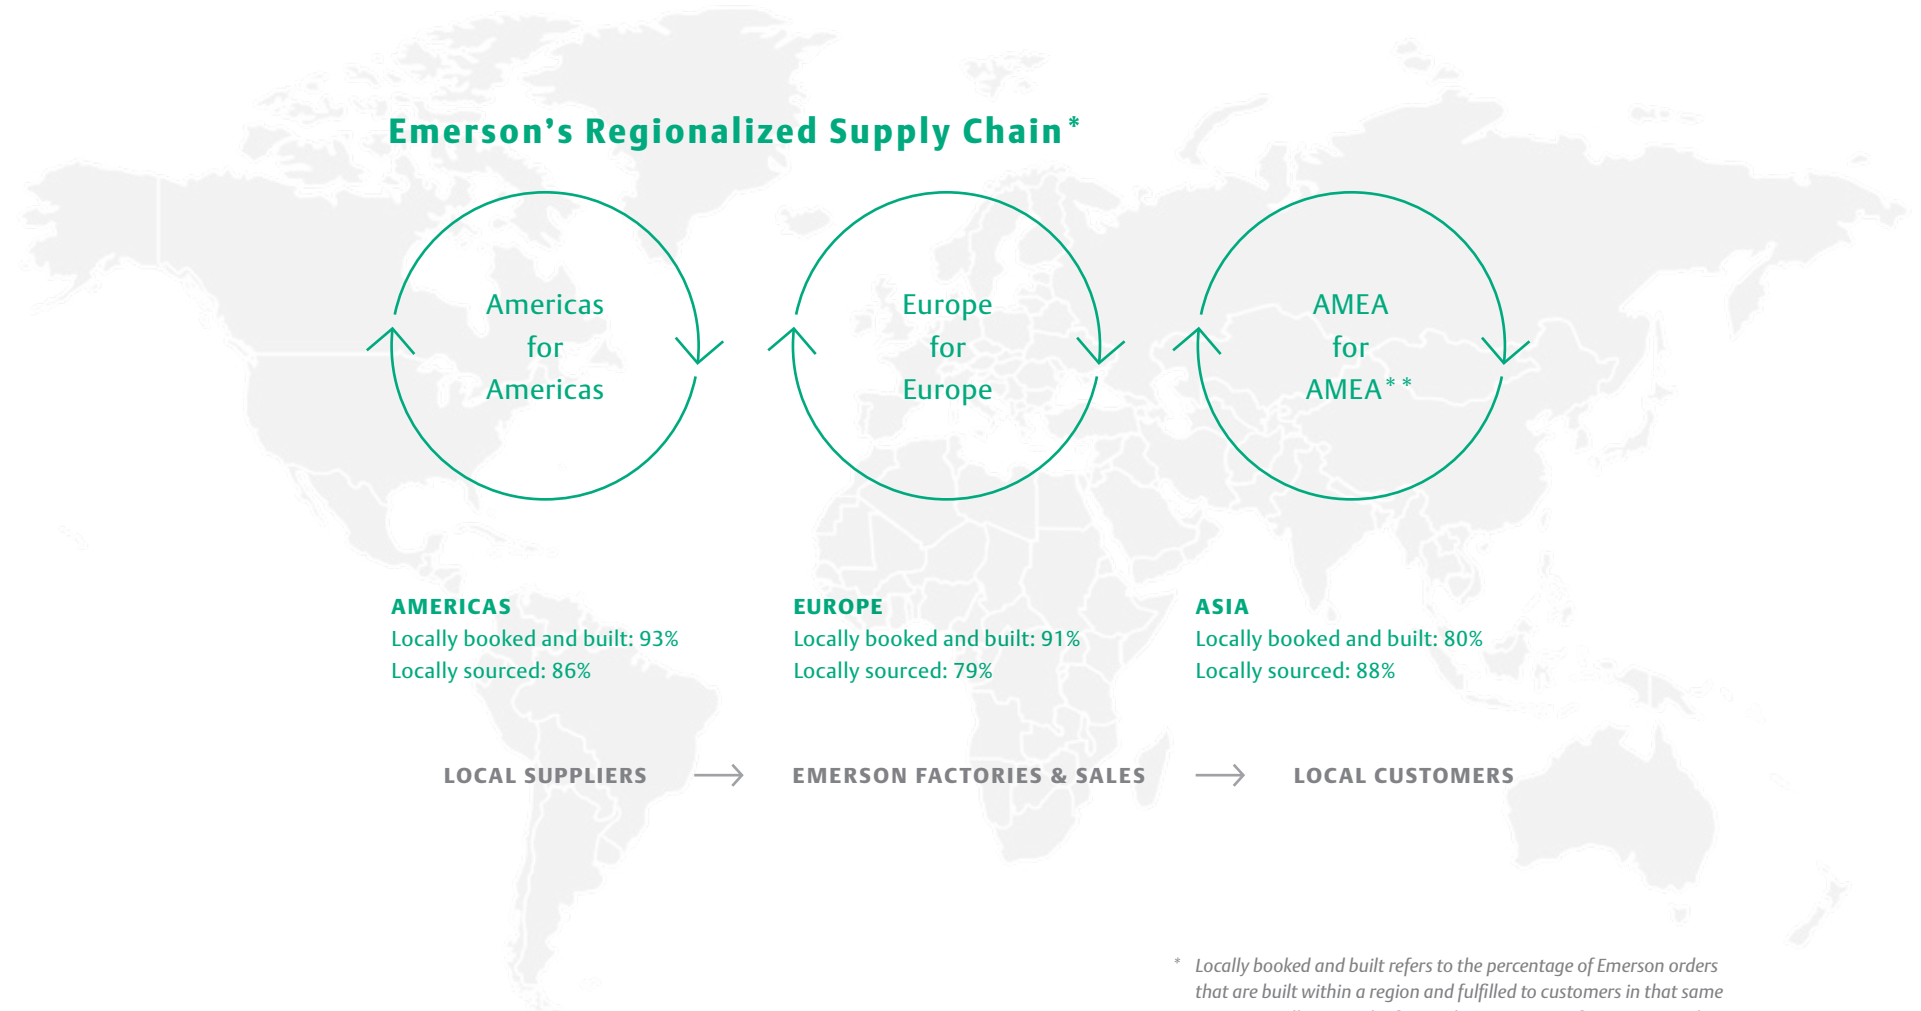 Emerson's Regionalized Supply Chain*
Americas
for
Americas
Europe
for
Europe
AMEA
for
AMEA**
AMERICAS
Locally booked and built: 93%
Locally sourced: 86%
EUROPE
Locally booked and built: 91%
Locally sourced: 79%
ASIA
Locally booked and built: 80%
Locally sourced: 88%
LOCAL SUPPLIERS → EMERSON FACTORIES & SALES → LOCAL CUSTOMERS
* Locally booked and built refers to the percentage of Emerson orders
that are built within a region and fulfilled to customers in that same